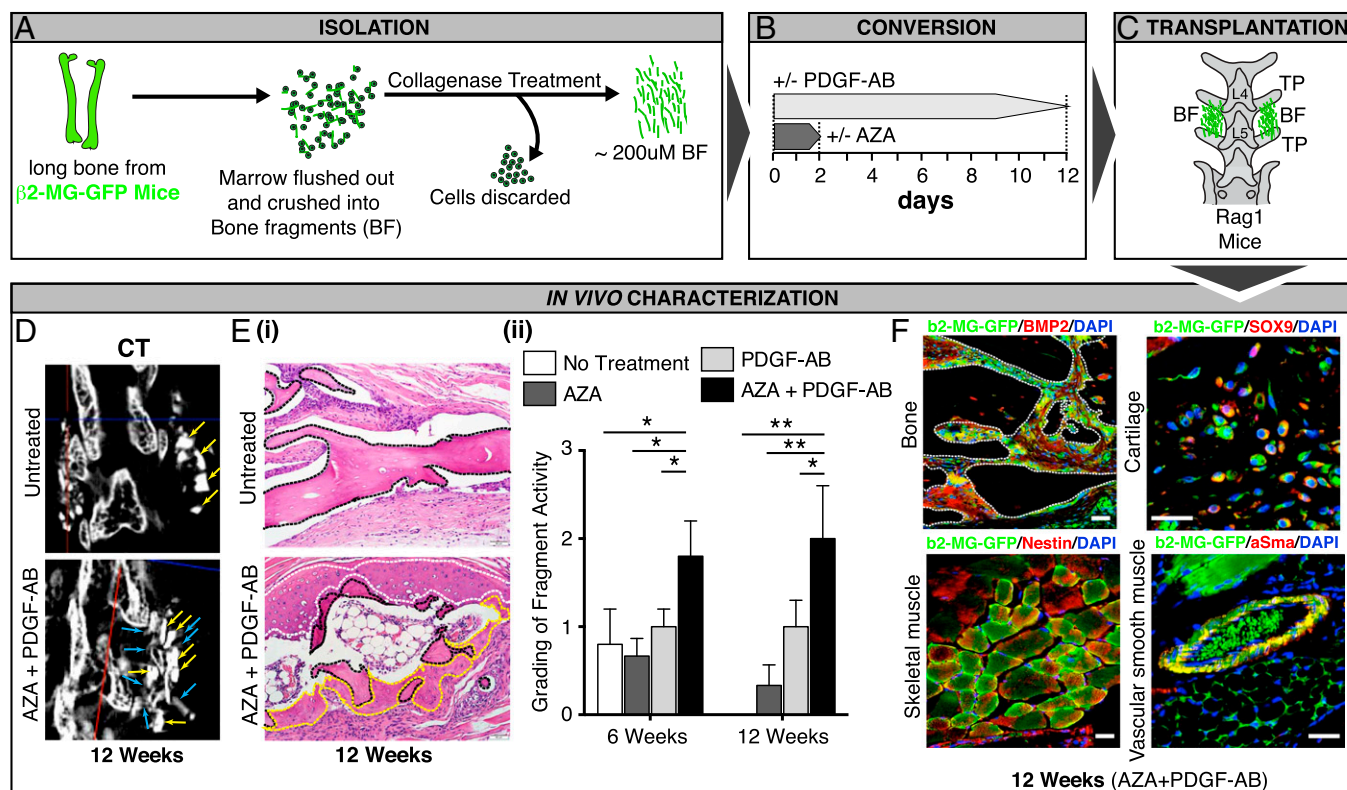 A
ISOLATION
long bone from
β2-MG-GFP Mice
Marrow flushed out
and crushed into
Bone fragments (BF)
Collagenase Treatment
Cells discarded
~ 200uM BF
B
CONVERSION
+/- PDGF-AB
+/- AZA
0 2 4 6 8 10 12
days
C
TRANSPLANTATION
L4
TP
BF
BF
L5
TP
Rag1
Mice
IN VIVO CHARACTERIZATION
D
CT
Untreated
AZA + PDGF-AB
12 Weeks
E (i)
Untreated
AZA + PDGF-AB
12 Weeks
(ii)
No Treatment
AZA
PDGF-AB
AZA + PDGF-AB
Grading of Fragment Activity
3
2
1
0
*
*
*
**
**
*
6 Weeks
12 Weeks
F
b2-MG-GFP/BMP2/DAPI
Bone
b2-MG-GFP/SOX9/DAPI
Cartilage
b2-MG-GFP/Nestin/DAPI
Skeletal muscle
b2-MG-GFP/aSma/DAPI
Vascular smooth muscle
12 Weeks (AZA+PDGF-AB)